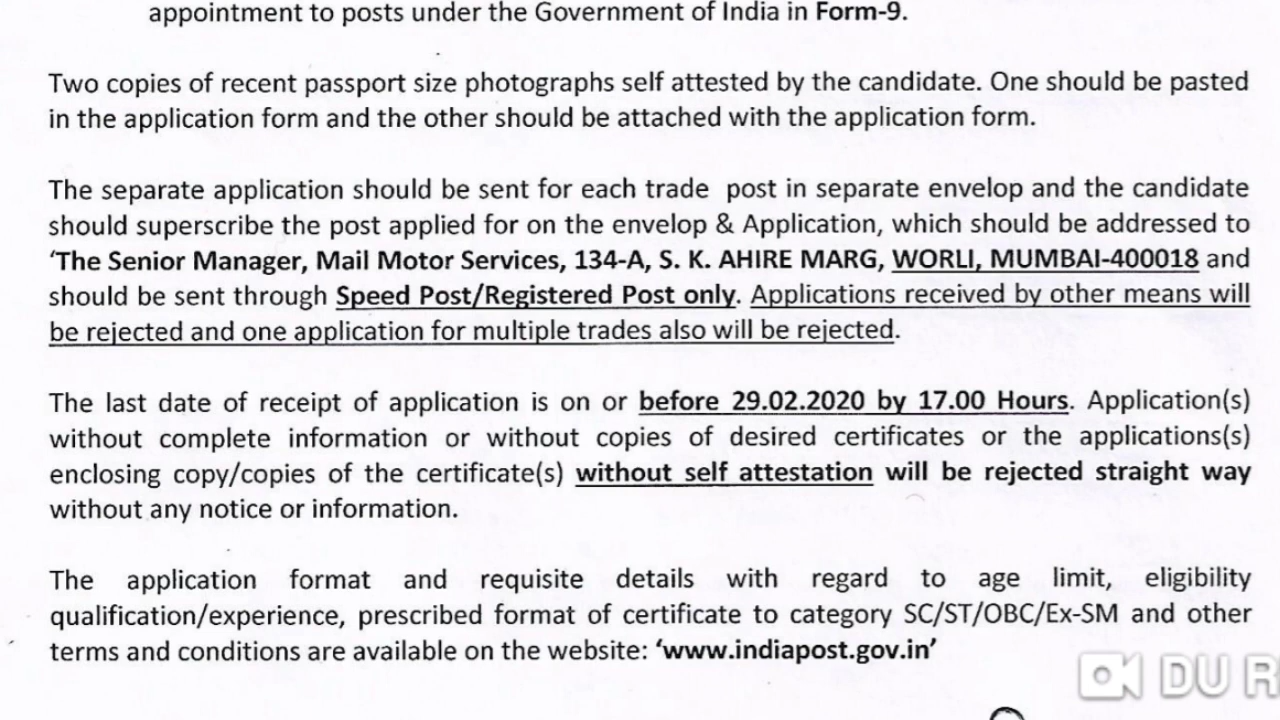 appointment to posts under the Government of India in Form-9.
Two copies of recent passport size photographs self attested by the candidate. One should be pasted
in the application form and the other should be attached with the application form.
The separate application should be sent for each trade post in separate envelop and the candidate
should superscribe the post applied for on the envelop & Application, which should be addressed to
‘The Senior Manager, Mail Motor Services, 134-A, S. K. AHIRE MARG, WORLI, MUMBAI-400018 and
should be sent through Speed Post/Registered Post only. Applications received by other means will
be rejected and one application for multiple trades also will be rejected.
The last date of receipt of application is on or before 29.02.2020 by 17.00 Hours. Application(s)
without complete information or without copies of desired certificates or the applications(s)
enclosing copy/copies of the certificate(s) without self attestation will be rejected straight way
without any notice or information.
The application format and requisite details with regard to age limit, eligibility
qualification/experience, prescribed format of certificate to category SC/ST/OBC/Ex-SM and other
terms and conditions are available on the website: ‘www.indiapost.gov.in’
DU R